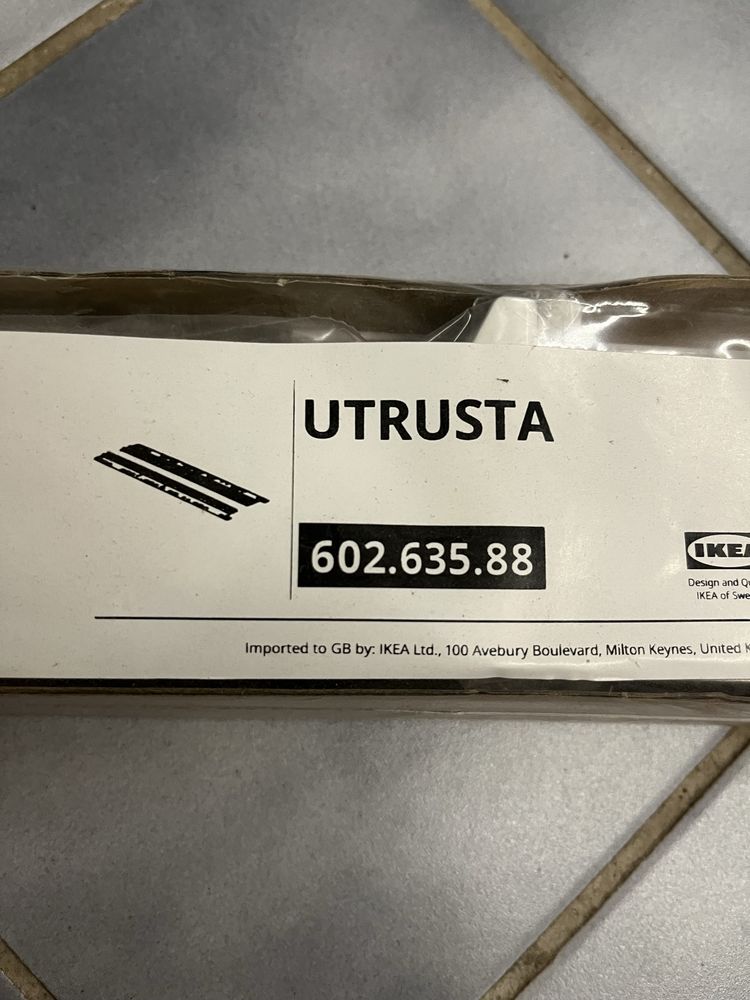 UTRUSTA
602.635.88
IKEA
Design and
IKEA of
Imported to GB by: IKEA Ltd., 100 Avebury Boulevard, Milton Keynes, United